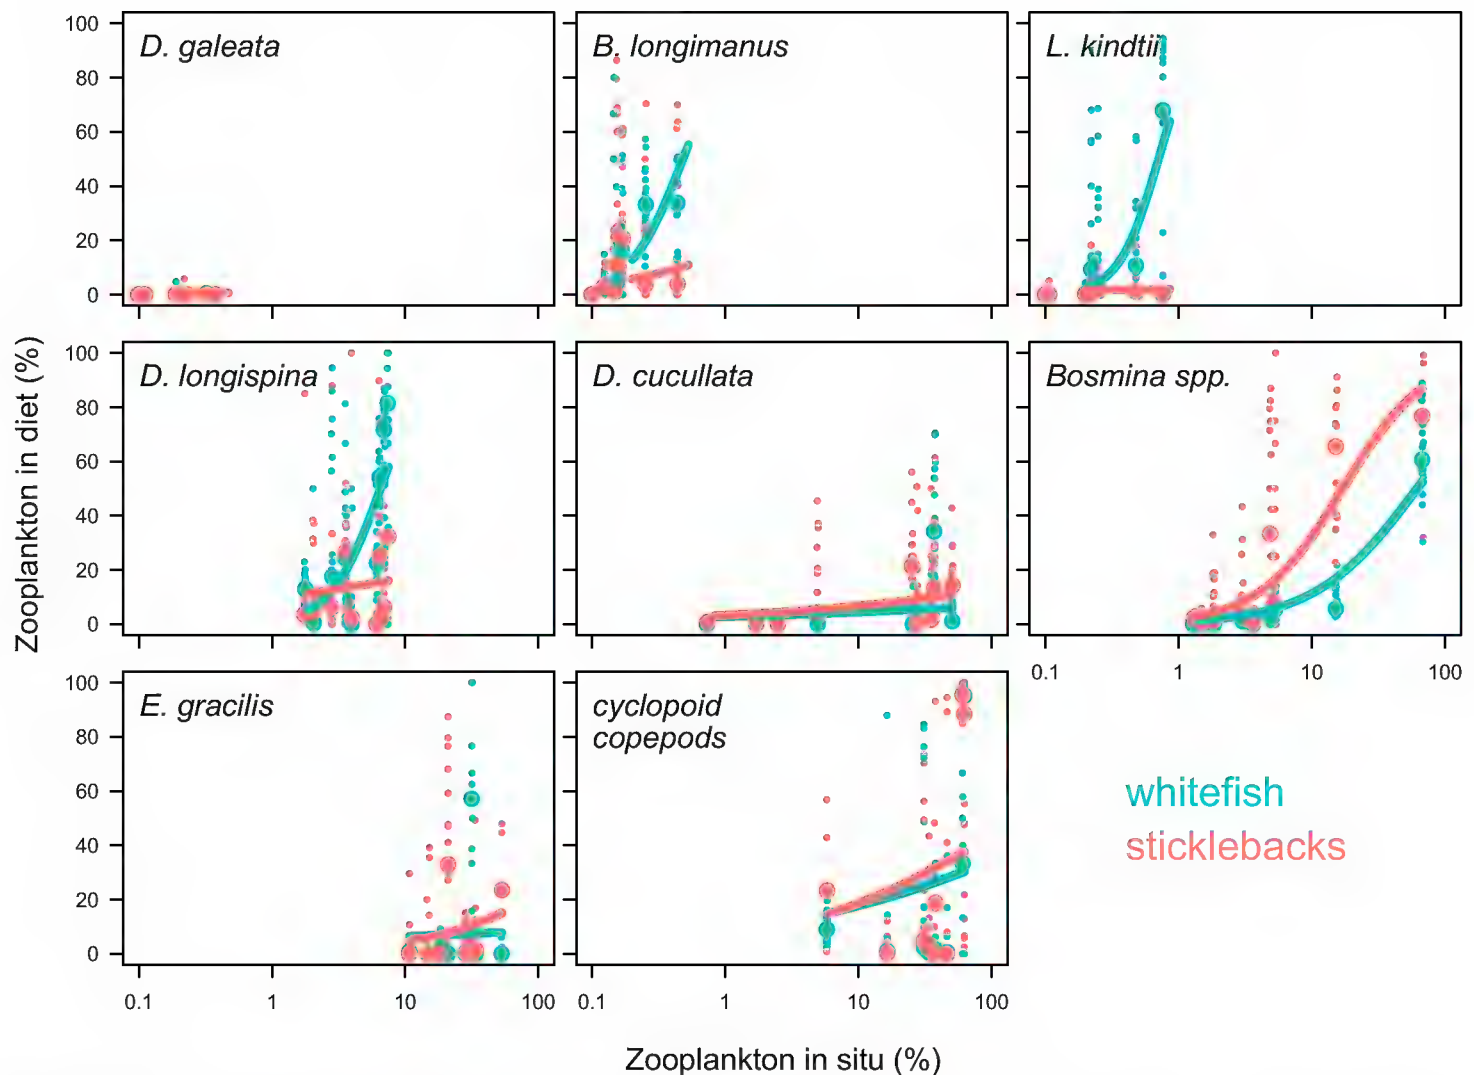 D. galeata
B. longimanus
L. kindtii
100
80
60
40
20
0
D. longispina
D. cucullata
Bosmina spp.
100
80
60
40
20
0
0.1
1
10
100
E. gracilis
cyclopoid
copepods
100
80
60
40
20
0
0.1
1
10
100
0.1
1
10
100
whitefish
sticklebacks
Zooplankton in diet (%)
Zooplankton in situ (%)